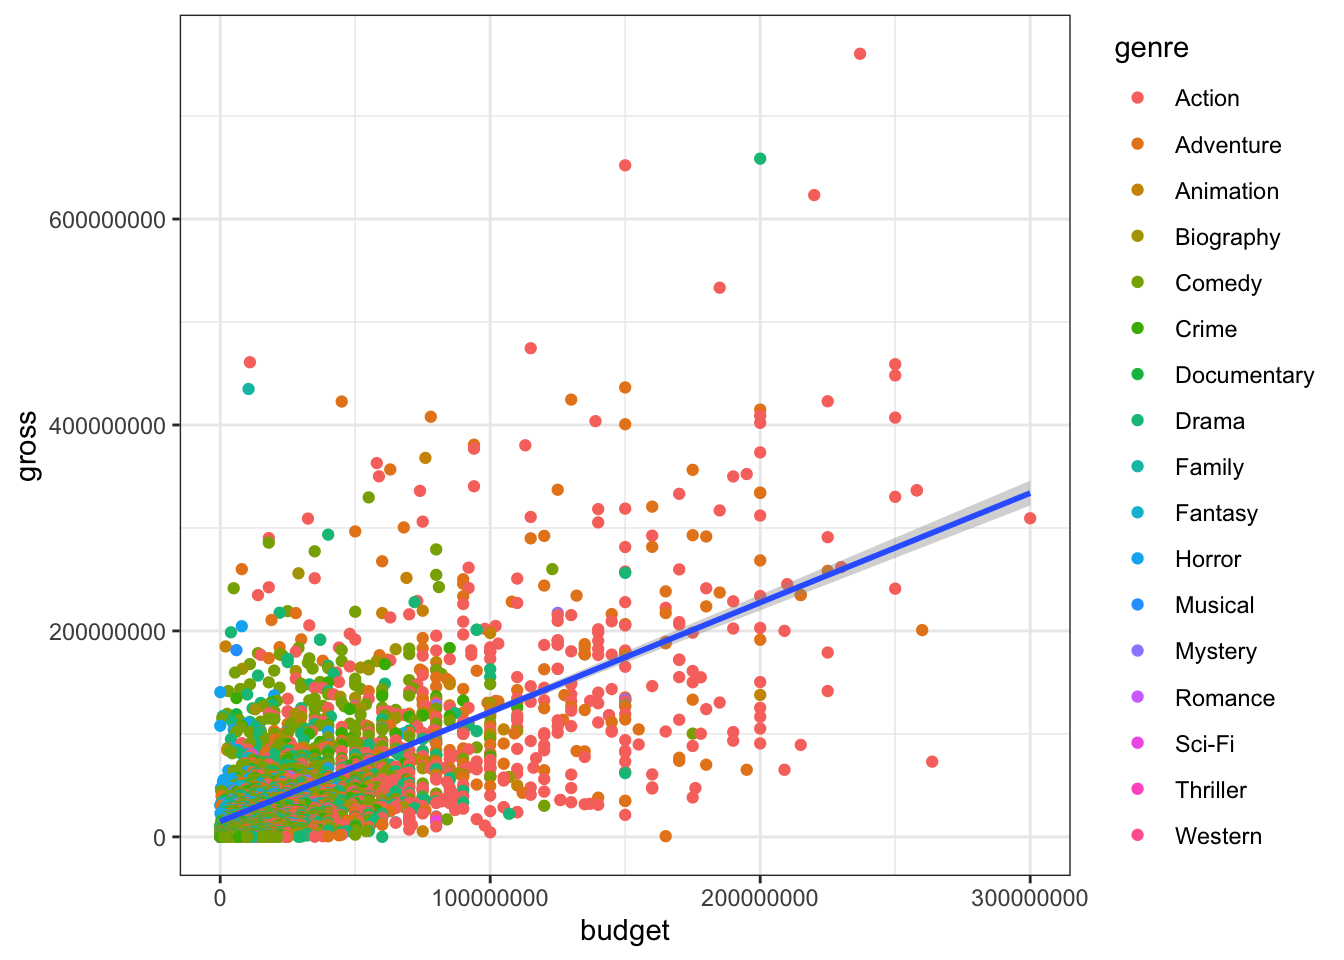 genre
Action
Adventure
Animation
Biography
Comedy
Crime
Documentary
Drama
Family
Fantasy
Horror
Musical
Mystery
Romance
Sci-Fi
Thriller
Western
gross
600000000
400000000
200000000
0
0 100000000 200000000 300000000
budget